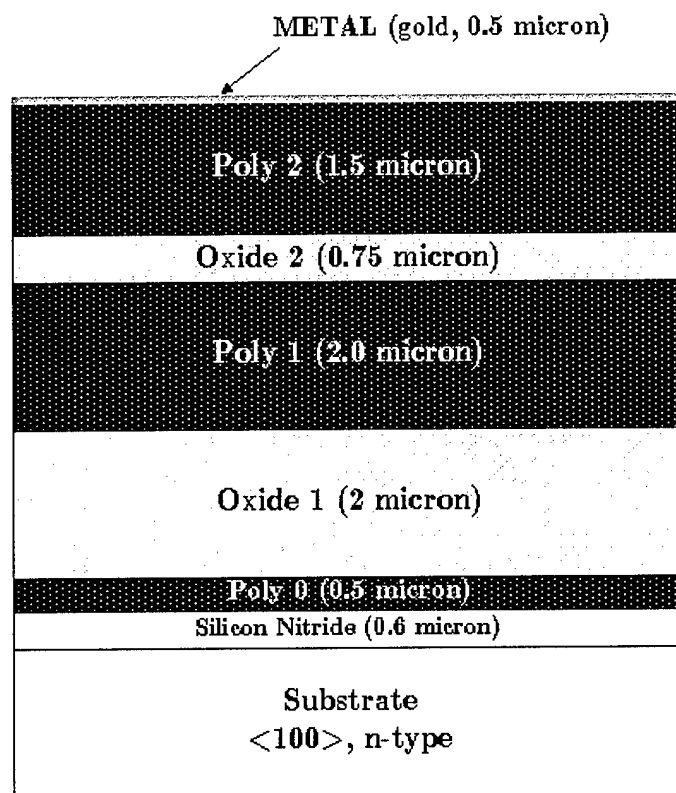 METAL (gold, 0.5 micron)
Poly 2 (1.5 micron)
Oxide 2 (0.75 micron)
Poly 1 (2.0 micron)
Oxide 1 (2 micron)
Poly 0 (0.5 micron)
Silicon Nitride (0.6 micron)
Substrate
<100>, n-type